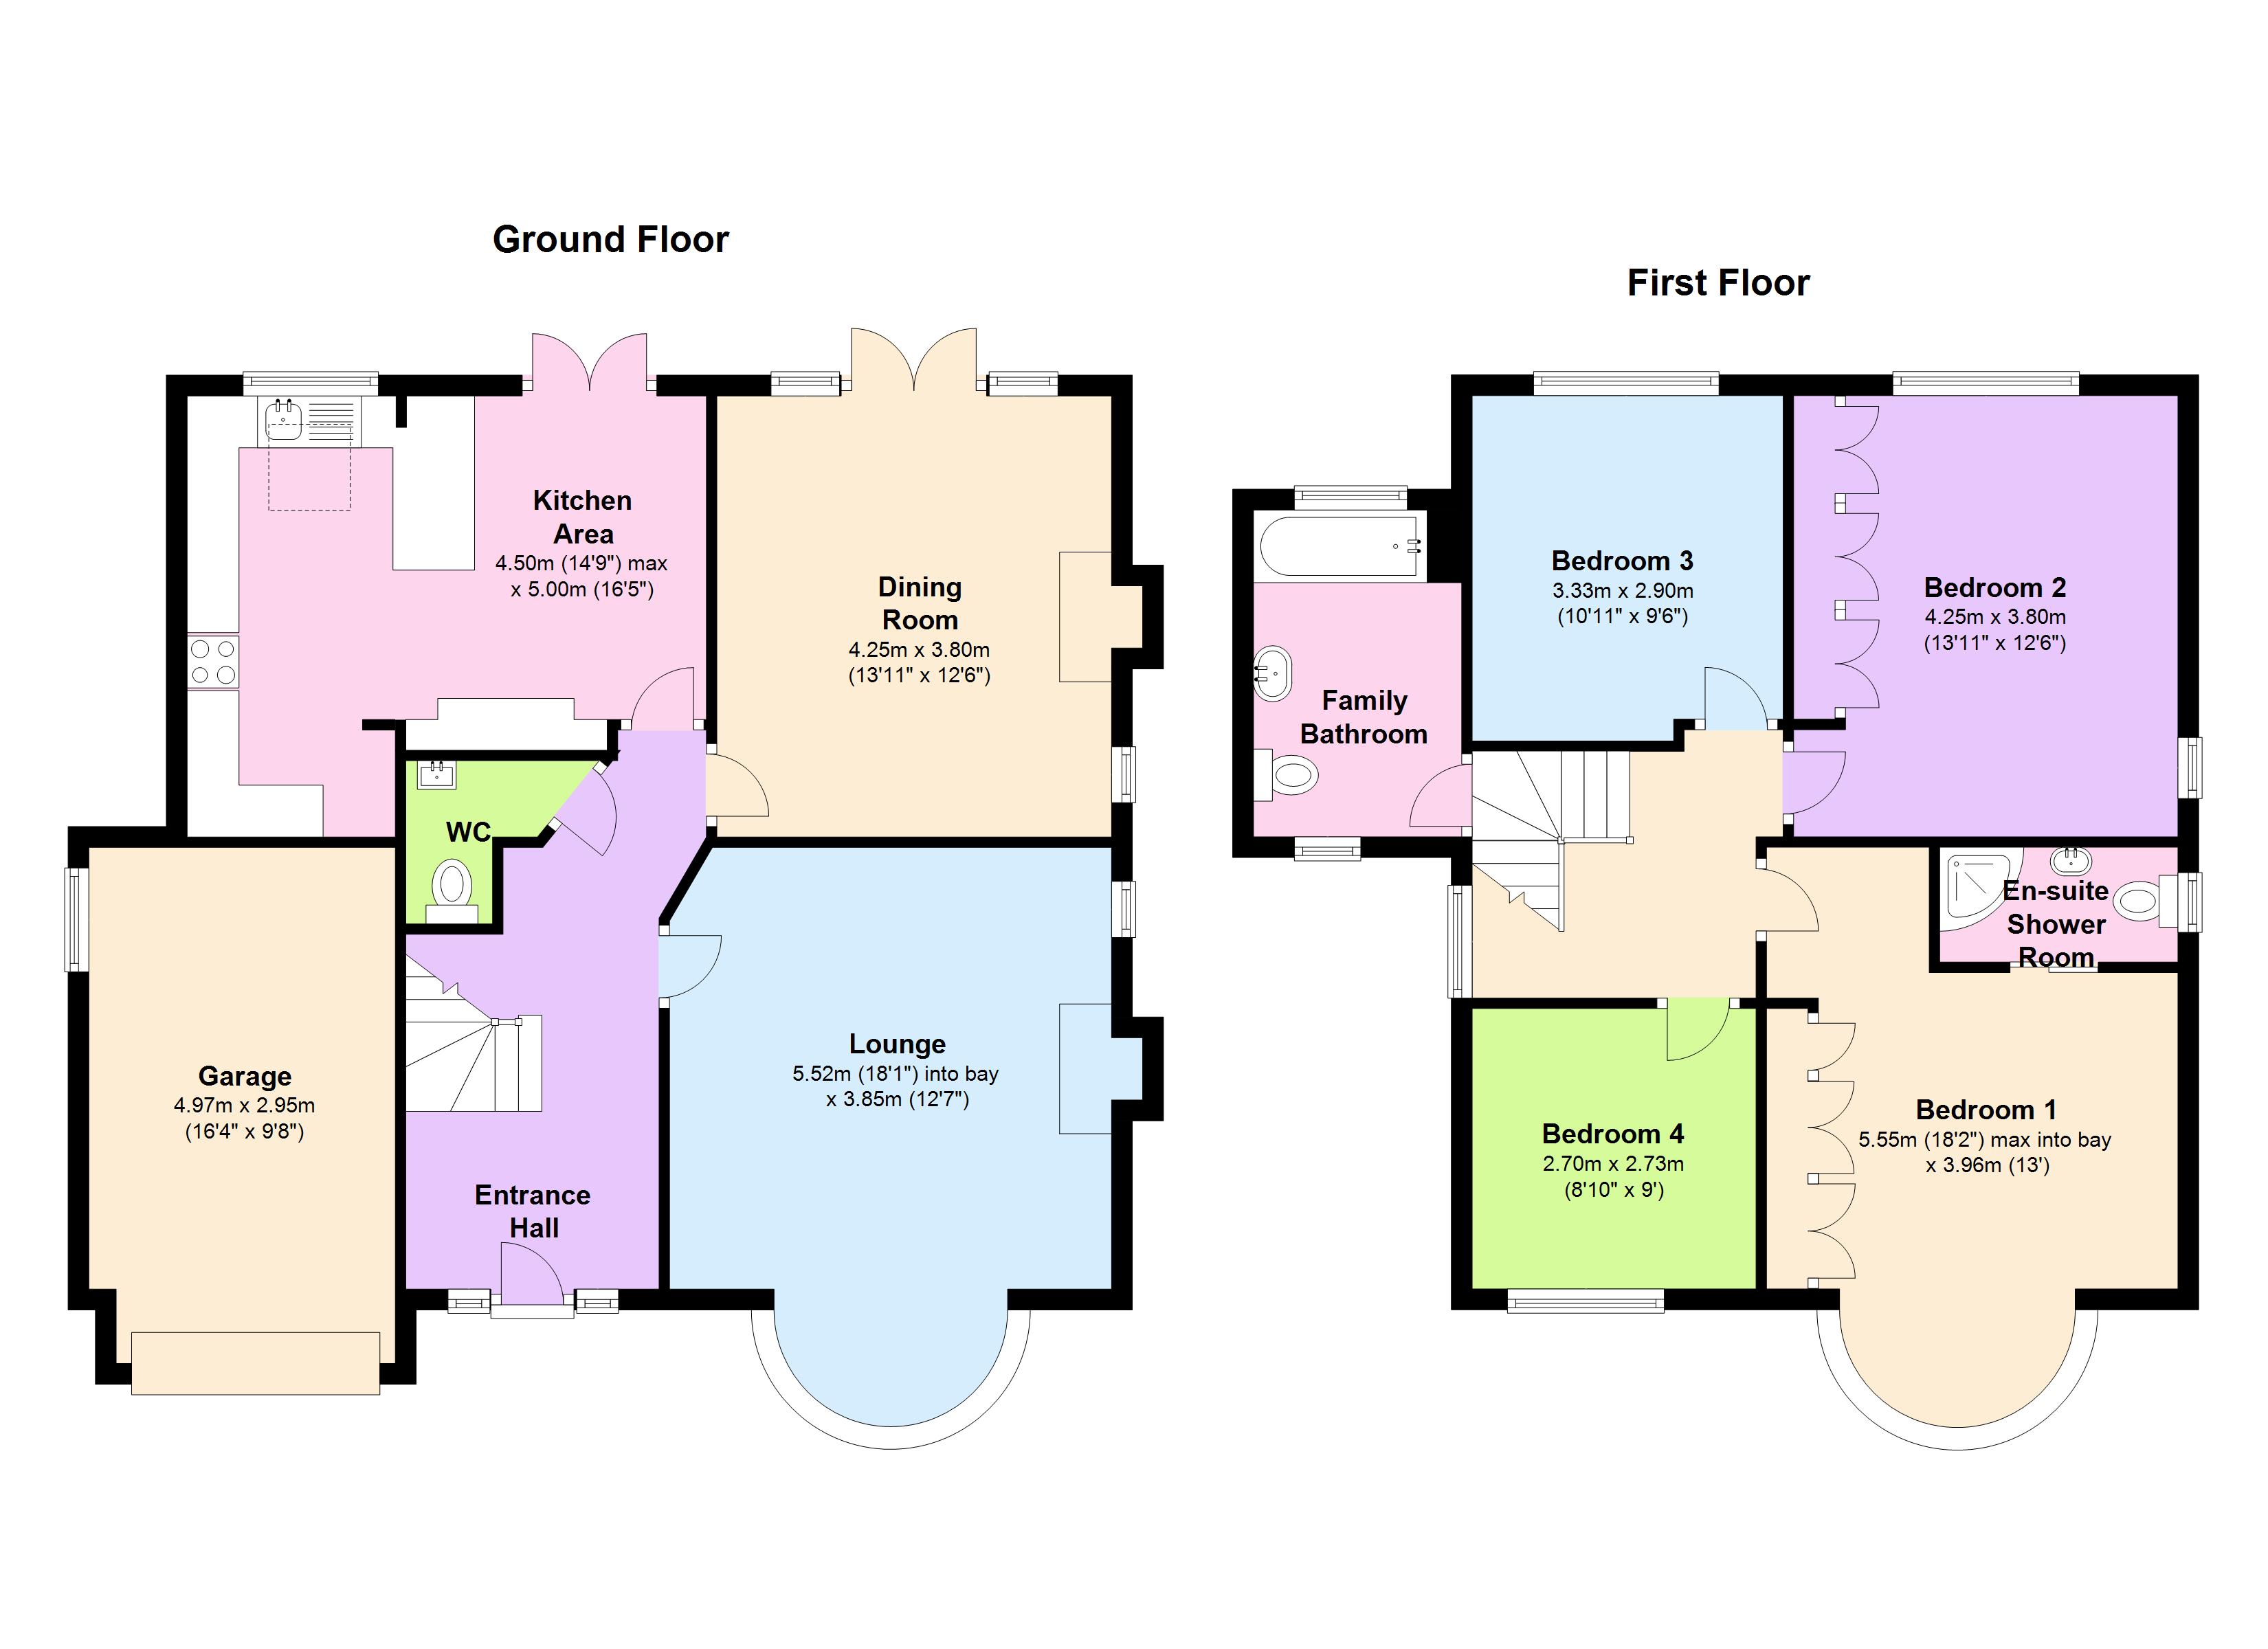 Ground Floor
Kitchen
Area
4.50m (14'9") max
x 5.00m (16'5")
Dining
Room
4.25m x 3.80m
(13'11" x 12'6")
WC
Garage
4.97m x 2.95m
(16'4" x 9'8")
Lounge
5.52m (18'1") into bay
x 3.85m (12'7")
Entrance
Hall
First Floor
Bedroom 3
3.33m x 2.90m
(10'11" x 9'6")
Bedroom 2
4.25m x 3.80m
(13'11" x 12'6")
Family
Bathroom
En-suite
Shower
Room
Bedroom 4
2.70m x 2.73m
(8'10" x 9')
Bedroom 1
5.55m (18'2") max into bay
x 3.96m (13')